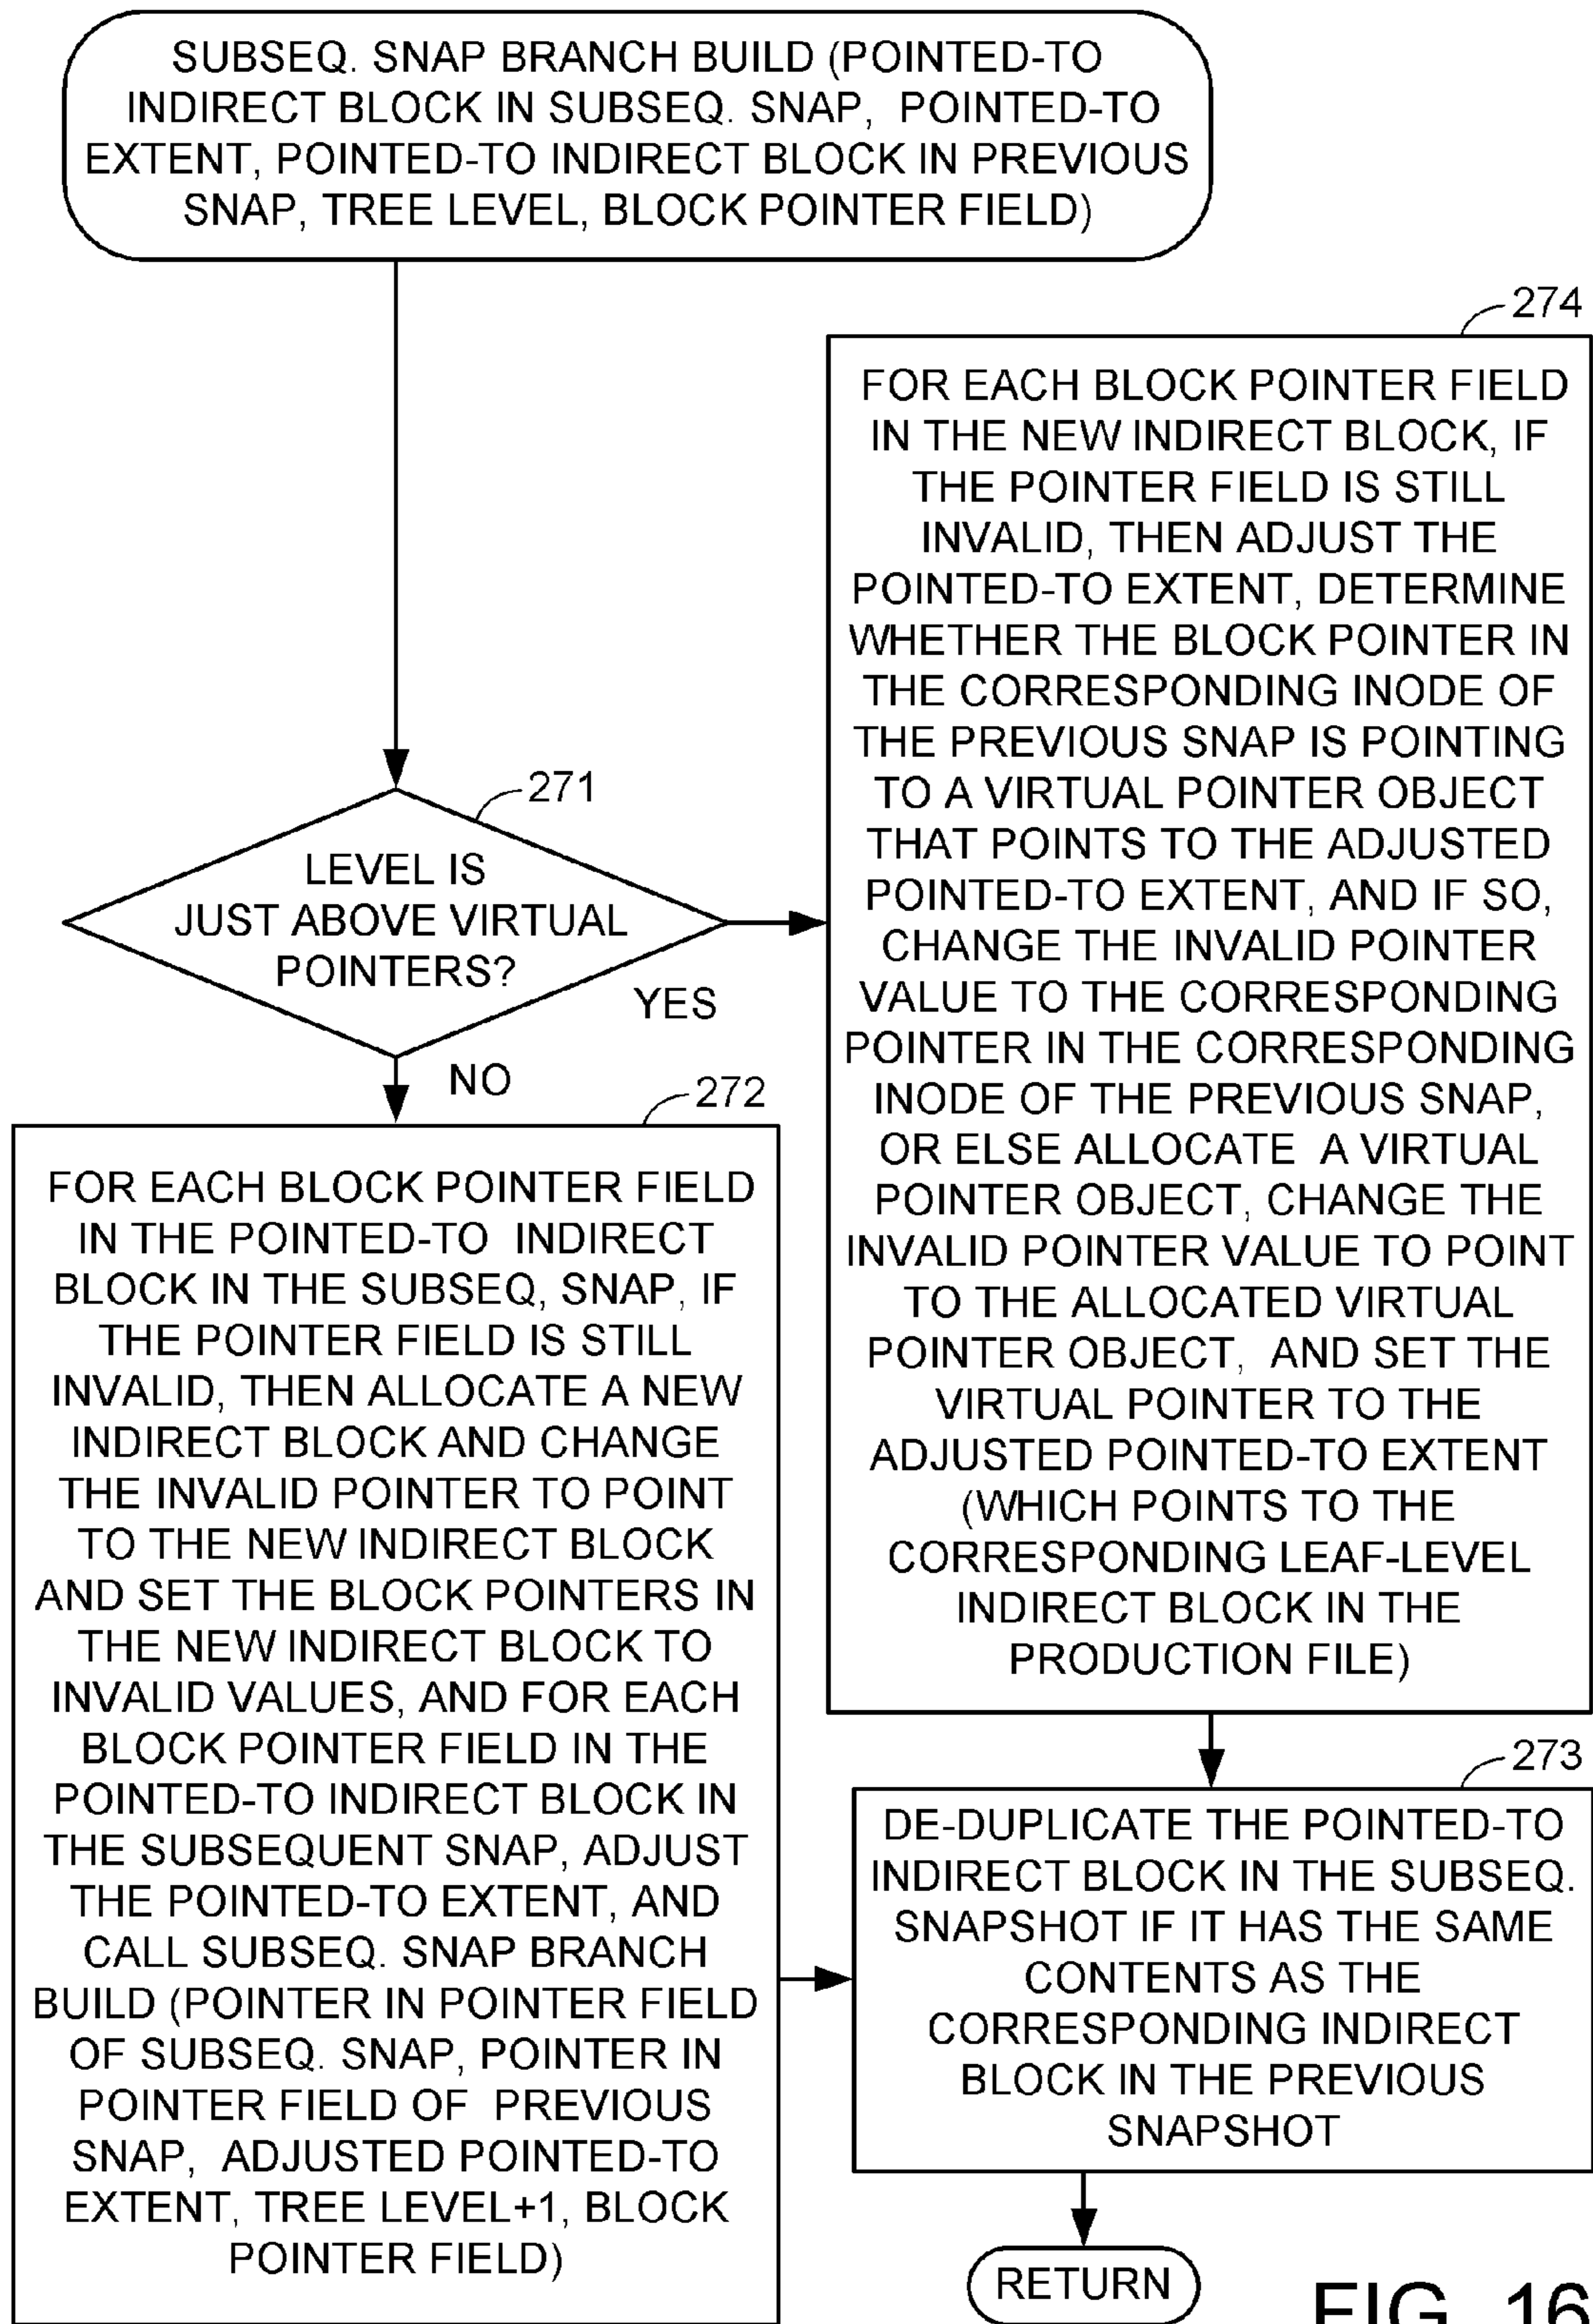 SUBSEQ. SNAP BRANCH BUILD (POINTED-TO
INDIRECT BLOCK IN SUBSEQ. SNAP, POINTED-TO
EXTENT, POINTED-TO INDIRECT BLOCK IN PREVIOUS
SNAP, TREE LEVEL, BLOCK POINTER FIELD)
271
LEVEL IS
JUST ABOVE VIRTUAL
POINTERS?
YES
NO
272
FOR EACH BLOCK POINTER FIELD
IN THE POINTED-TO INDIRECT
BLOCK IN THE SUBSEQ, SNAP, IF
THE POINTER FIELD IS STILL
INVALID, THEN ALLOCATE A NEW
INDIRECT BLOCK AND CHANGE
THE INVALID POINTER TO POINT
TO THE NEW INDIRECT BLOCK
AND SET THE BLOCK POINTERS IN
THE NEW INDIRECT BLOCK TO
INVALID VALUES, AND FOR EACH
BLOCK POINTER FIELD IN THE
POINTED-TO INDIRECT BLOCK IN
THE SUBSEQUENT SNAP, ADJUST
THE POINTED-TO EXTENT, AND
CALL SUBSEQ. SNAP BRANCH
BUILD (POINTER IN POINTER FIELD
OF SUBSEQ. SNAP, POINTER IN
POINTER FIELD OF PREVIOUS
SNAP, ADJUSTED POINTED-TO
EXTENT, TREE LEVEL+1, BLOCK
POINTER FIELD)
274
FOR EACH BLOCK POINTER FIELD
IN THE NEW INDIRECT BLOCK, IF
THE POINTER FIELD IS STILL
INVALID, THEN ADJUST THE
POINTED-TO EXTENT, DETERMINE
WHETHER THE BLOCK POINTER IN
THE CORRESPONDING INODE OF
THE PREVIOUS SNAP IS POINTING
TO A VIRTUAL POINTER OBJECT
THAT POINTS TO THE ADJUSTED
POINTED-TO EXTENT, AND IF SO,
CHANGE THE INVALID POINTER
VALUE TO THE CORRESPONDING
POINTER IN THE CORRESPONDING
INODE OF THE PREVIOUS SNAP,
OR ELSE ALLOCATE A VIRTUAL
POINTER OBJECT, CHANGE THE
INVALID POINTER VALUE TO POINT
TO THE ALLOCATED VIRTUAL
POINTER OBJECT, AND SET THE
VIRTUAL POINTER TO THE
ADJUSTED POINTED-TO EXTENT
(WHICH POINTS TO THE
CORRESPONDING LEAF-LEVEL
INDIRECT BLOCK IN THE
PRODUCTION FILE)
273
DE-DUPLICATE THE POINTED-TO
INDIRECT BLOCK IN THE SUBSEQ.
SNAPSHOT IF IT HAS THE SAME
CONTENTS AS THE
CORRESPONDING INDIRECT
BLOCK IN THE PREVIOUS
SNAPSHOT
RETURN
FIG. 16